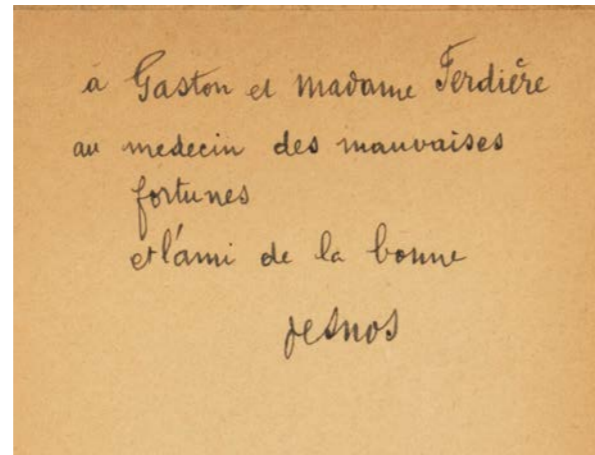 à Gaston et Madame Ferdière
au medecin des mauvaises
fortunes
et l'ami de la bonne
Desnos